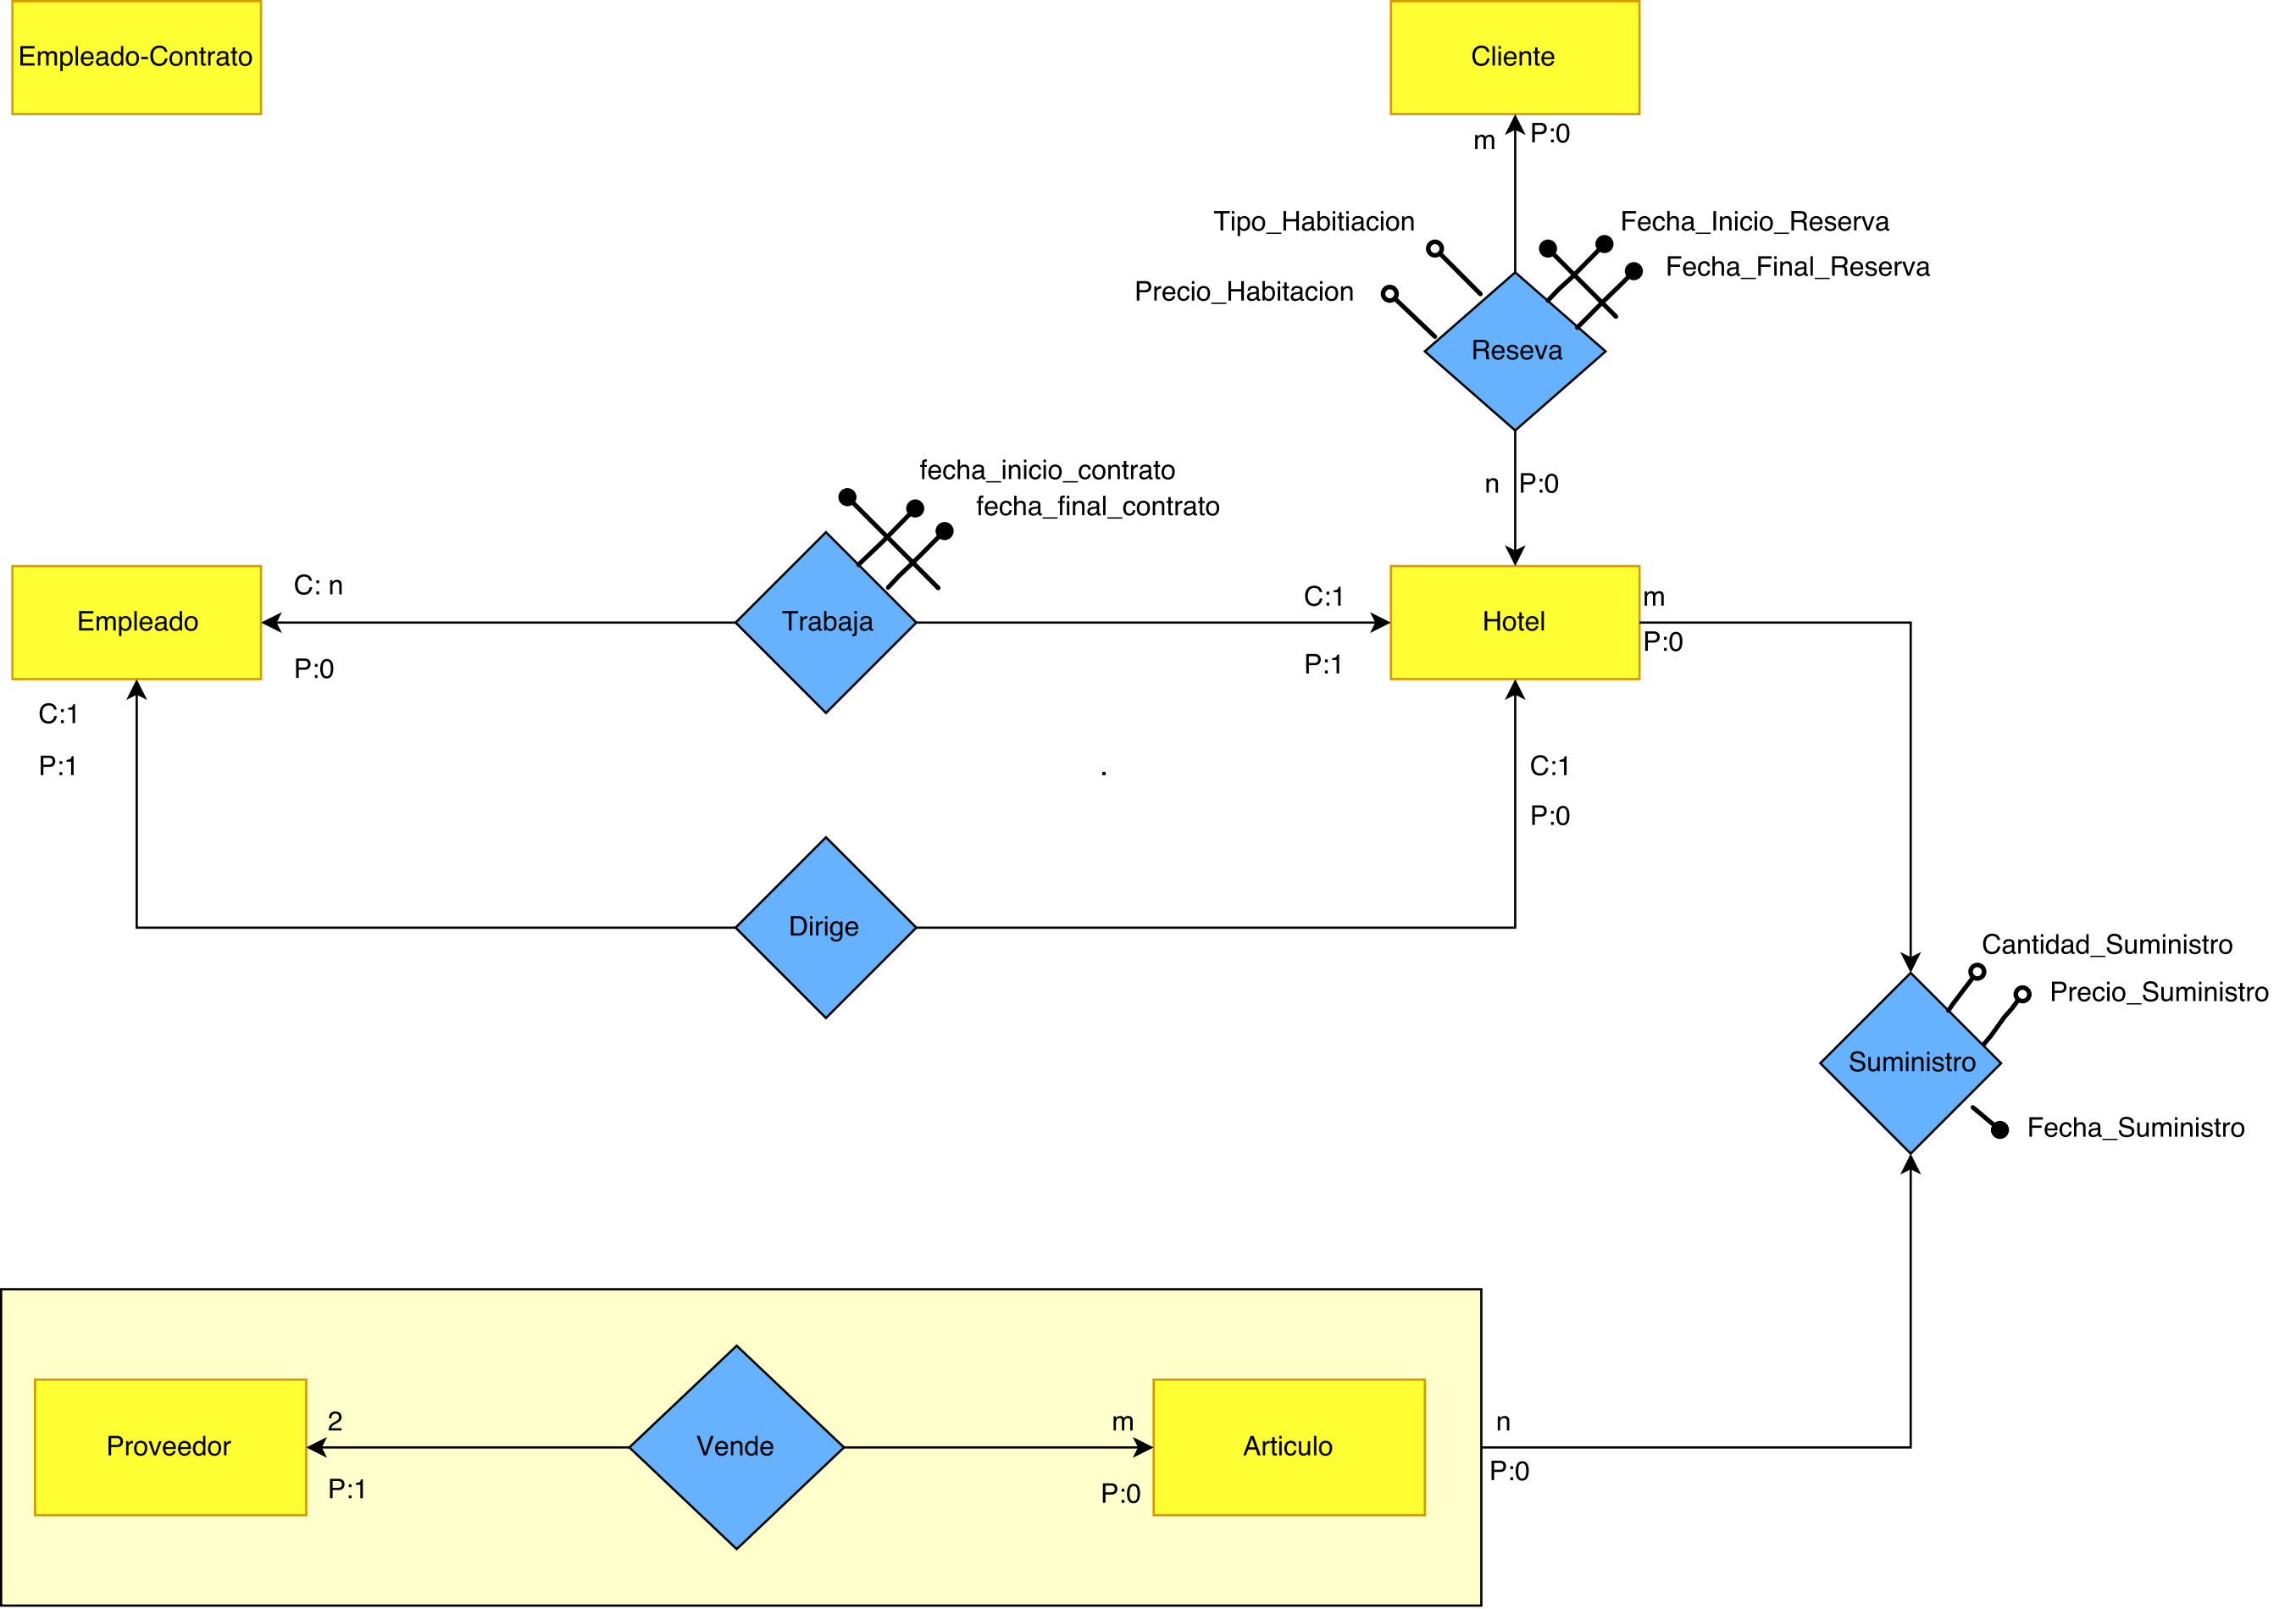 Empleado-Contrato
Cliente
m
P:0
Tipo_Habitiacion
Fecha_Inicio_Reserva
Fecha_Final_Reserva
Precio_Habitacion
Reseva
fecha_inicio_contrato
n
P:0
fecha_final_contrato
C: n
C:1
m
Empleado
Trabaja
Hotel
P:0
P:0
P:1
C:1
P:1
C:1
.
P:0
Dirige
Cantidad_Suministro
Precio_Suministro
Suministro
Fecha_Suministro
2
m
n
Proveedor
Vende
Articulo
P:1
P:0
P:0